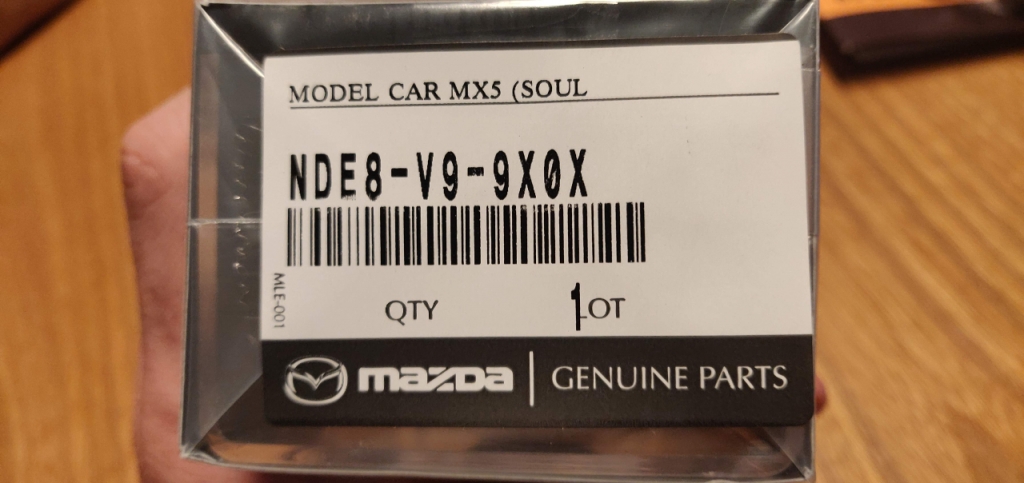 MODEL CAR MX5 (SOUL
NDE8-V9-9X0X
MLE-001
QTY 1 LOT
mazda | GENUINE PARTS